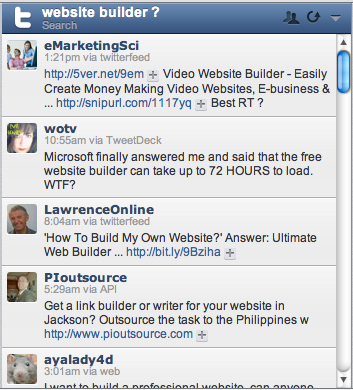 website builder ?
Search
eMarketingSci
1:21pm via twitterfeed
http://5ver.net/9em Video Website Builder - Easily
Create Money Making Video Websites, E-business &
... http://snipurl.com/1117yq Best RT ?
wotv
10:55am via TweetDeck
Microsoft finally answered me and said that the free
website builder can take up to 72 HOURS to load.
WTF?
LawrenceOnline
8:04am via twitterfeed
'How To Build My Own Website?' Answer: Ultimate
Web Builder ... http://bit.ly/9Bziha
PIoutsource
5:29am via API
Get a link builder or writer for your website in
Jackson? Outsource the task to the Philippines w
http://www.pioutsource.com
ayalady4d
3:01am via web
I want to build a professional website, can anyone